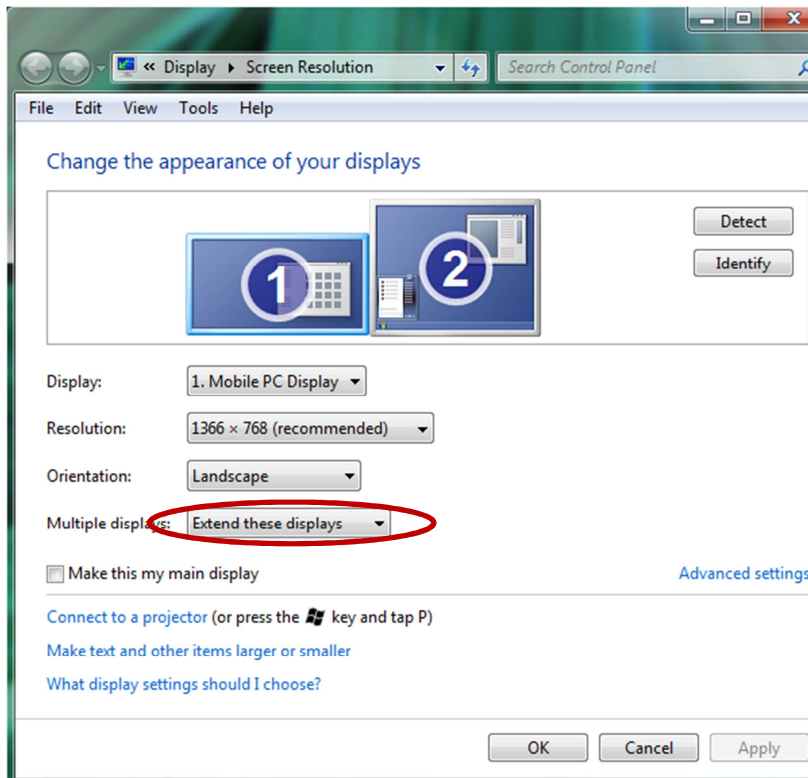 « Display ▸ Screen Resolution Search Control Panel
File Edit View Tools Help
Change the appearance of your displays
1 2
Detect
Identify
Display: 1. Mobile PC Display
Resolution: 1366 × 768 (recommended)
Orientation: Landscape
Multiple displays: Extend these displays
Make this my main display Advanced settings
Connect to a projector (or press the key and tap P)
Make text and other items larger or smaller
What display settings should I choose?
OK Cancel Apply